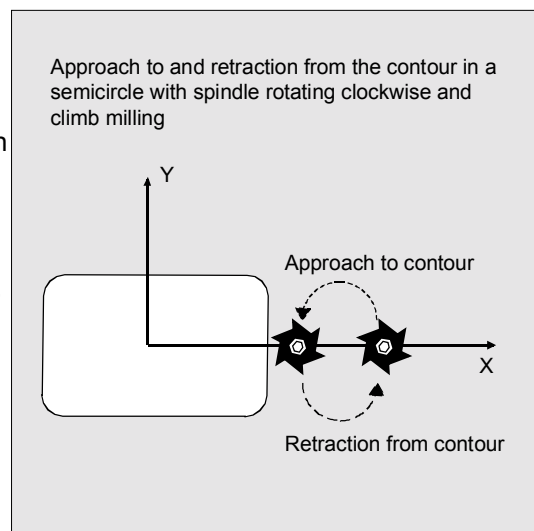 Approach to and retraction from the contour in a
semicircle with spindle rotating clockwise and
climb milling
n
Y
Approach to contour
X
Retraction from contour